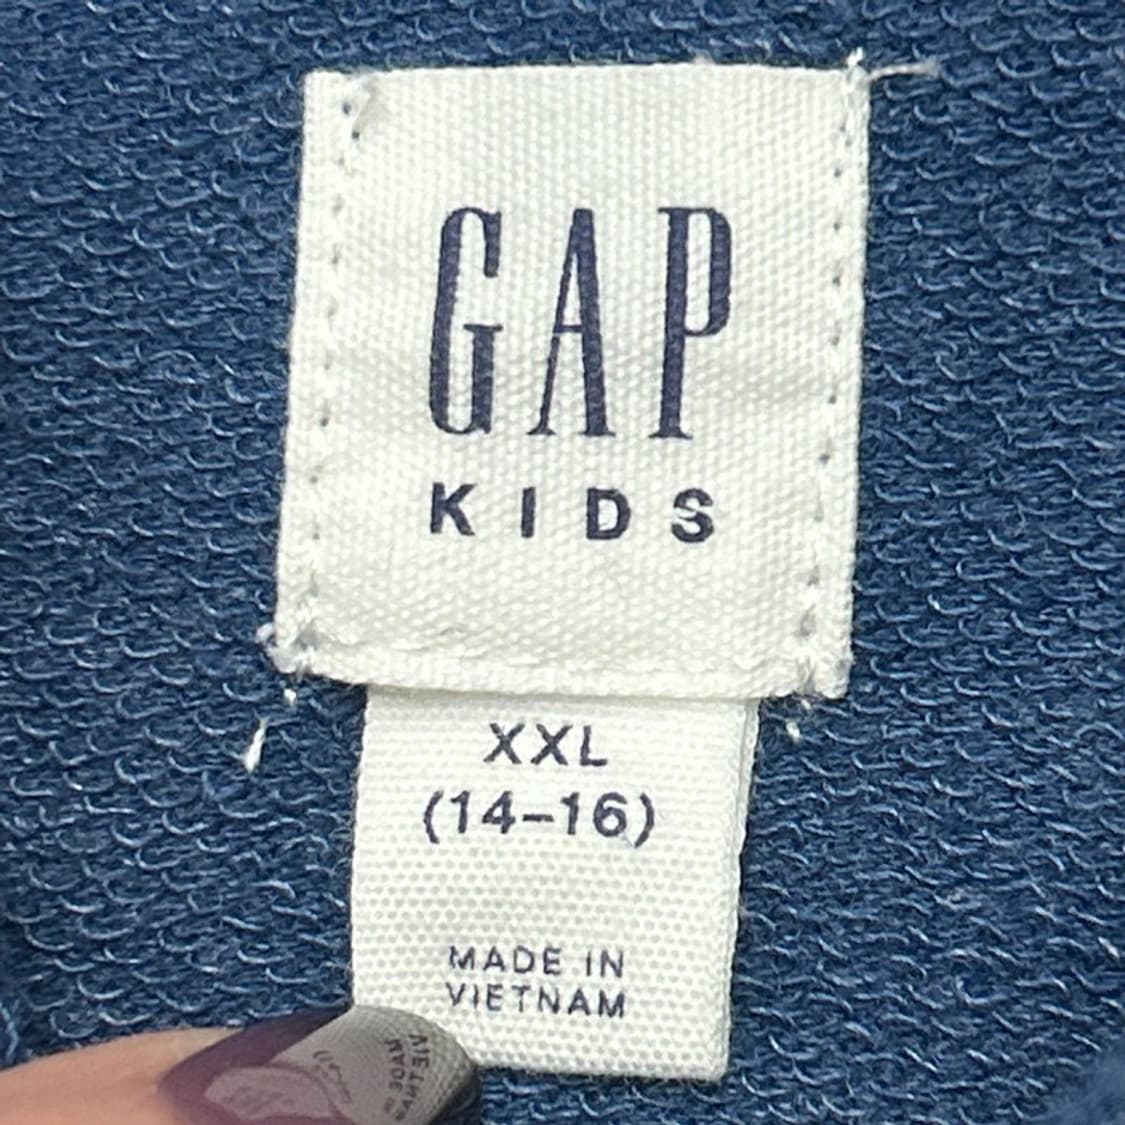 GAP
KIDS
XXL
(14–16)
MADE IN
VIETNAM